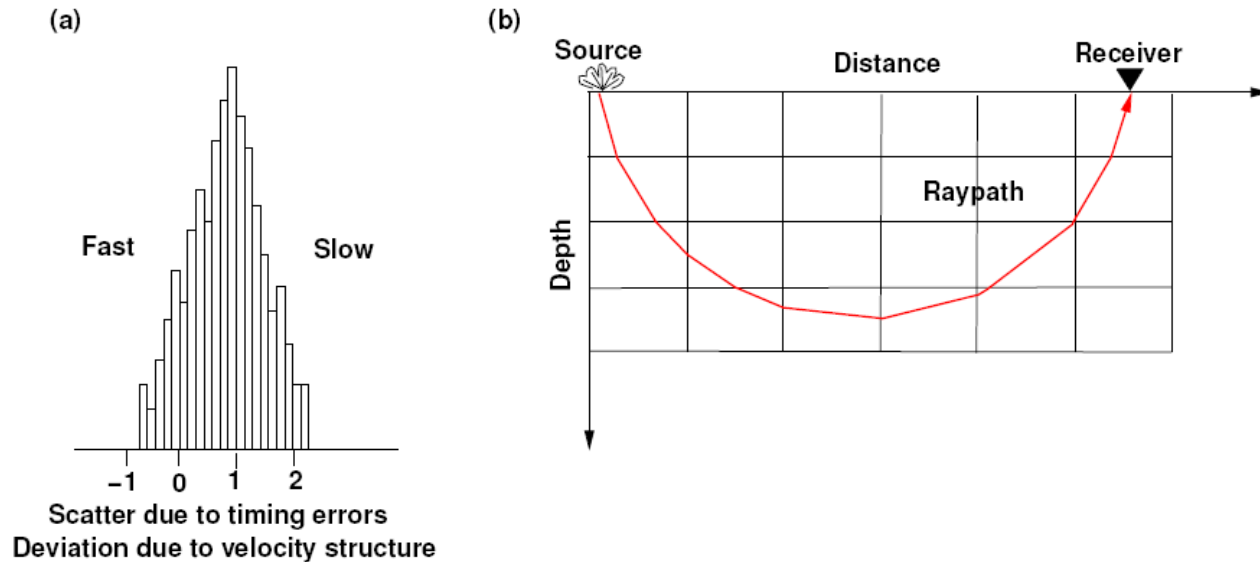 (a)
Fast
Slow
−1 0 1 2
Scatter due to timing errors
Deviation due to velocity structure
(b)
Source
Distance
Receiver
Raypath
Depth